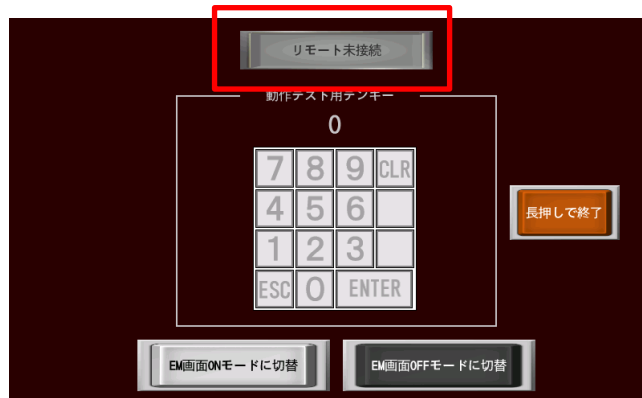 リモート未接続
動作テスト用テンキー
0
7 8 9 CLR
4 5 6
1 2 3
ESC 0 ENTER
長押しで終了
EM画面ONモードに切替
EM画面OFFモードに切替